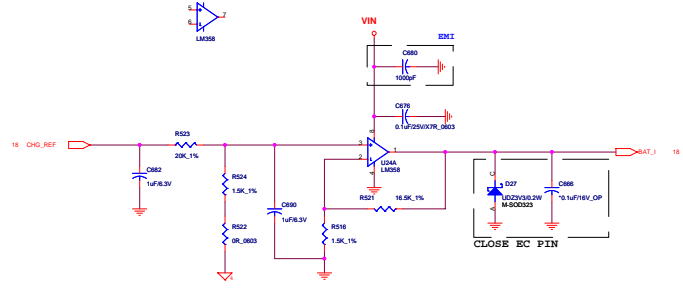 5
7
6
LM358
VIN
EMI
C680
1000pF
C676
0.1uF/25V/X7R_0603
8
18 CHG_REF
R523
20K_1%
3
1
BAT_I 18
2
U24A
LM358
4
C682
1uF/6.3V
R524
1.5K_1%
R521
16.5K_1%
D27
C
A
UDZ3V3/0.2W
M-SOD323
C666
*0.1uF/16V_OP
C690
1uF/6.3V
R522
0R_0603
R516
1.5K_1%
CLOSE EC PIN